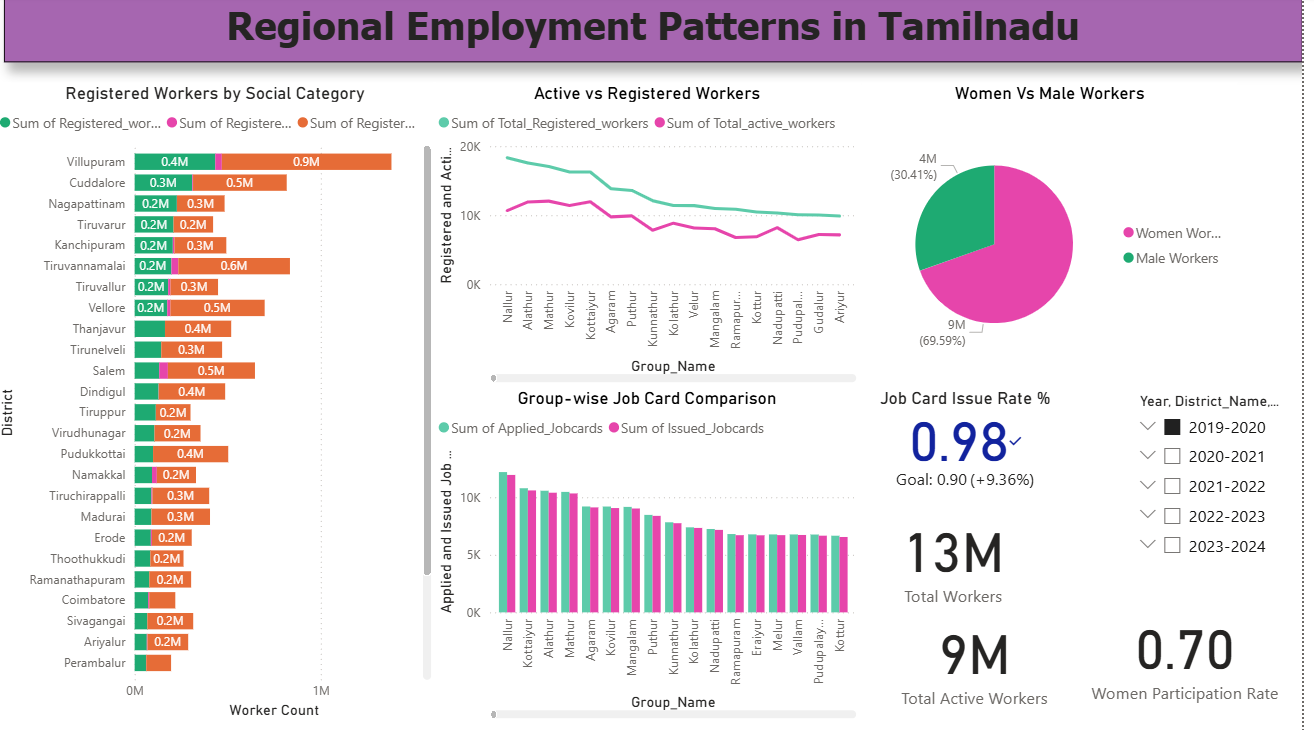 Regional Employment Patterns in Tamilnadu
Registered Workers by Social Category
Sum of Registered_wor... Sum of Registere... Sum of Register...
District
Villupuram 0.4M 0.9M
Cuddalore 0.3M 0.5M
Nagapattinam 0.2M 0.3M
Tiruvarur 0.2M 0.2M
Kanchipuram 0.2M 0.3M
Tiruvannamalai 0.2M 0.6M
Tiruvallur 0.2M 0.3M
Vellore 0.2M 0.5M
Thanjavur 0.4M
Tirunelveli 0.3M
Salem 0.5M
Dindigul 0.4M
Tiruppur 0.2M
Virudhunagar 0.2M
Pudukkottai 0.4M
Namakkal 0.2M
Tiruchirappalli 0.3M
Madurai 0.3M
Erode 0.2M
Thoothukkudi 0.2M
Ramanathapuram 0.2M
Coimbatore
Sivagangai 0.2M
Ariyalur 0.2M
Perambalur
0M 1M
Worker Count
Active vs Registered Workers
Sum of Total_Registered_workers Sum of Total_active_workers
Registered and Acti...
20K
10K
0K
Nallur
Alathur
Mathur
Kovilur
Kottaiyur
Agaram
Puthur
Kunnathur
Kolathur
Velur
Mangalam
Ramapur...
Kottur
Nadupatti
Pudupal...
Gudalur
Ariyur
Group_Name
Group-wise Job Card Comparison
Sum of Applied_Jobcards Sum of Issued_Jobcards
Applied and Issued Job ...
10K
5K
0K
Nallur
Kottaiyur
Alathur
Mathur
Agaram
Kovilur
Mangalam
Puthur
Kunnathur
Kolathur
Nadupatti
Ramapuram
Eraiyur
Melur
Vallam
Pudupalay...
Kottur
Group_Name
Women Vs Male Workers
4M
(30.41%)
9M
(69.59%)
Women Wor...
Male Workers
Job Card Issue Rate %
0.98
Goal: 0.90 (+9.36%)
13M
Total Workers
9M
Total Active Workers
Year, District_Name,...
2019-2020
2020-2021
2021-2022
2022-2023
2023-2024
0.70
Women Participation Rate